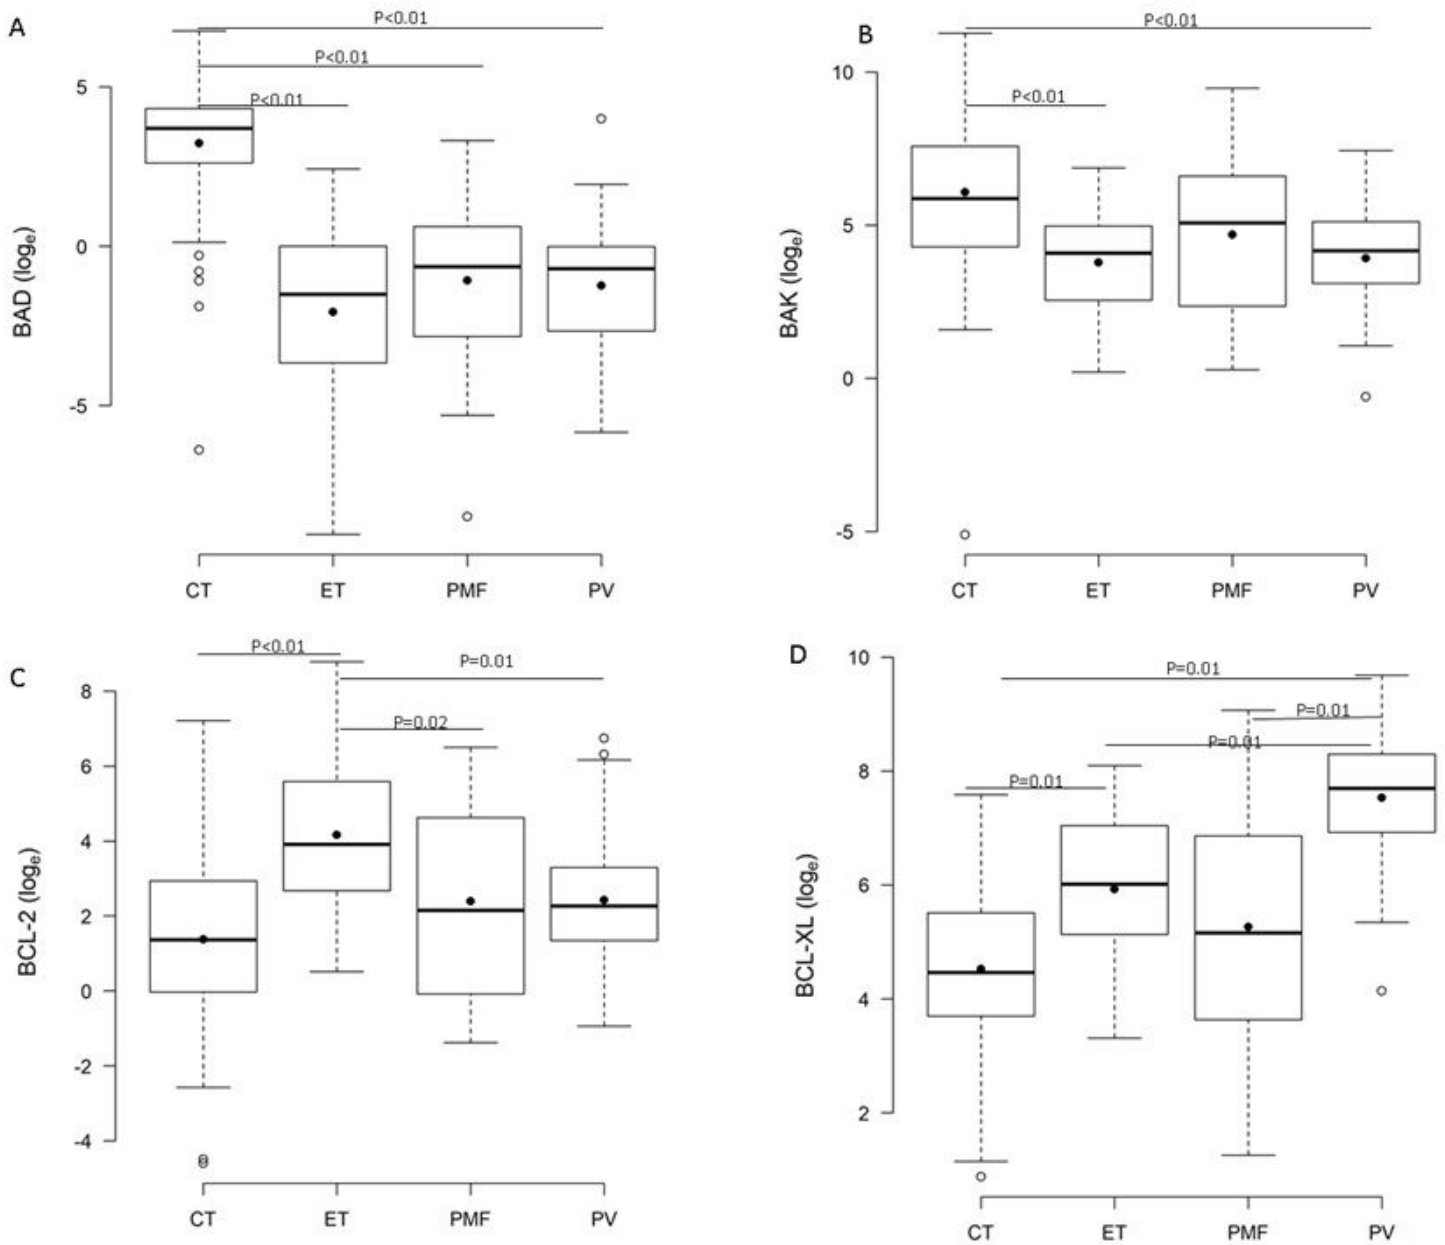 A
P<0.01
P<0.01
P<0.01
5
0
-5
BAD (logₑ)
CT ET PMF PV
B
P<0.01
P<0.01
10
5
0
-5
BAK (logₑ)
CT ET PMF PV
C
P<0.01
P=0.01
P=0.02
8
6
4
2
0
-2
-4
BCL-2 (logₑ)
CT ET PMF PV
D
P=0.01
P=0.01
P=0.01
P=0.01
10
8
6
4
2
BCL-XL (logₑ)
CT ET PMF PV